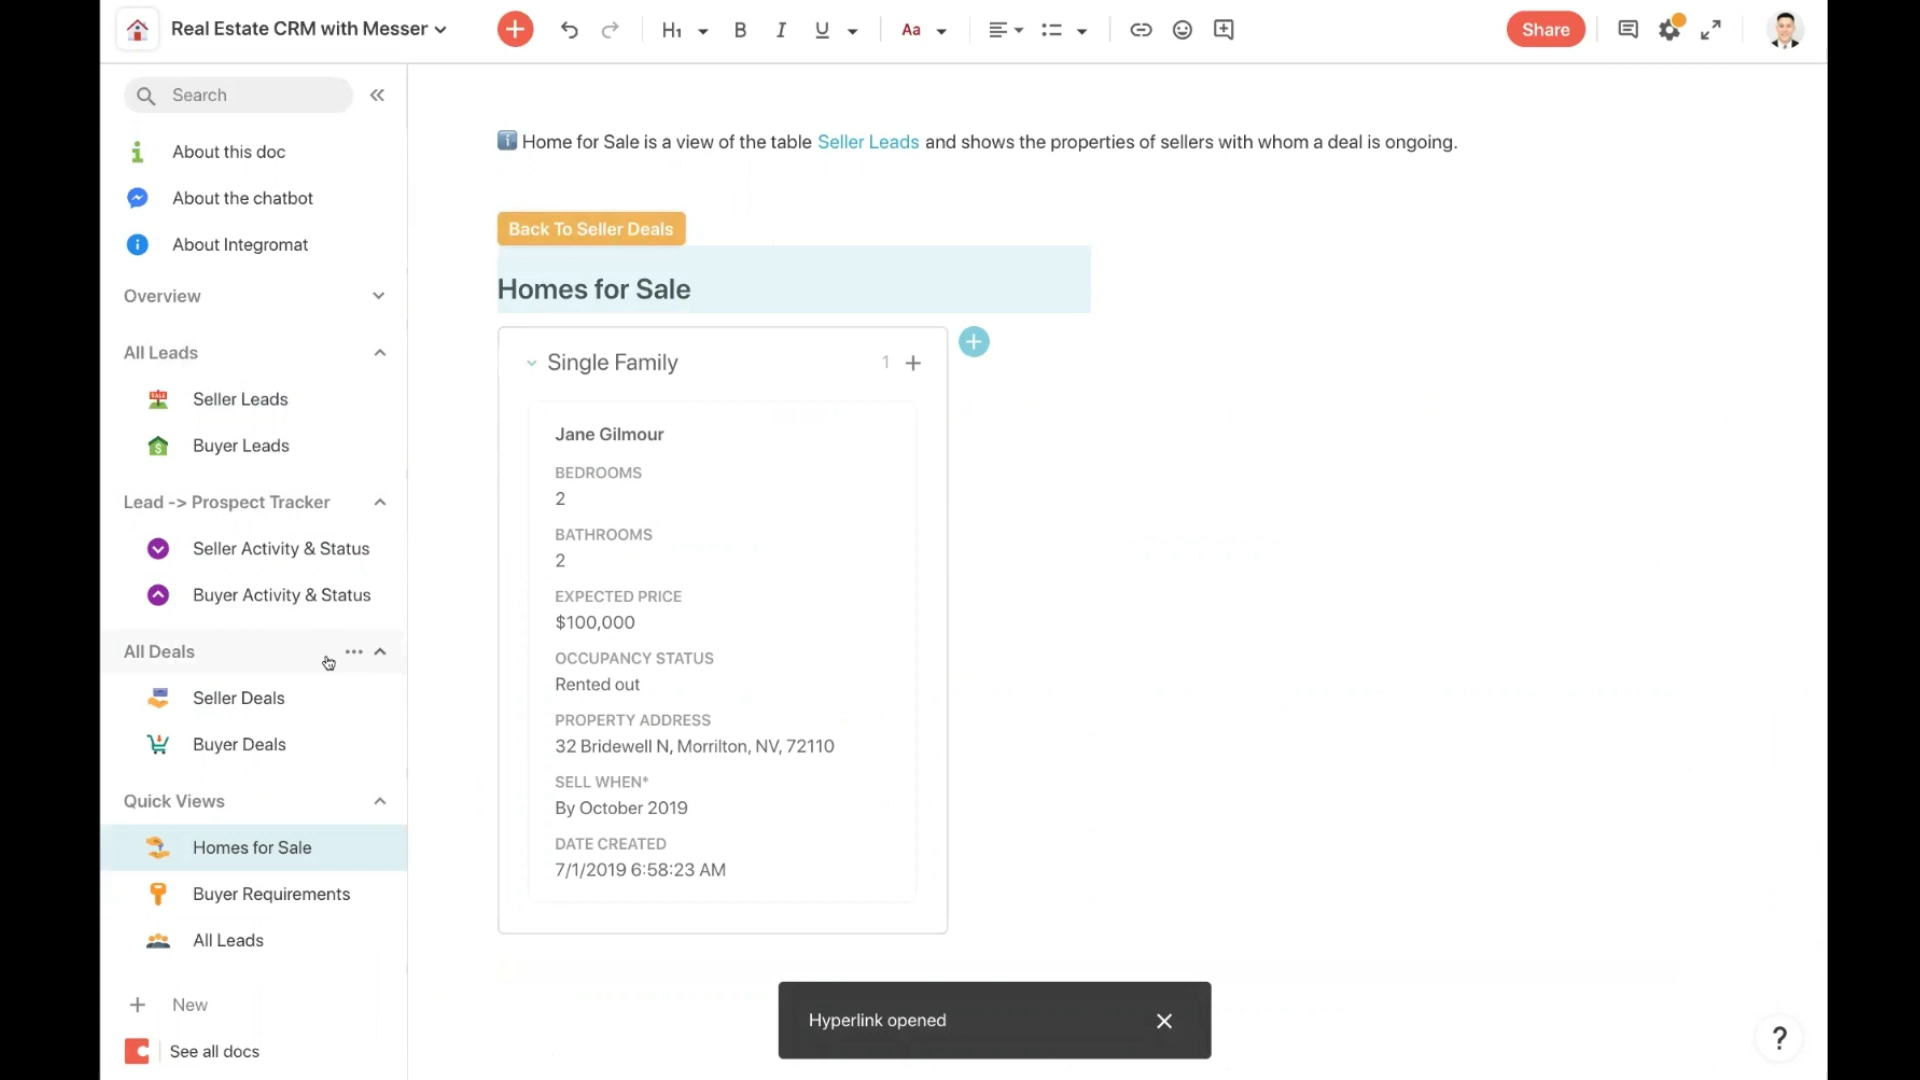 Real Estate CRM with Messer
H1
B
I
U
Aa
Share
Search
About this doc
About the chatbot
About Integromat
Overview
All Leads
Seller Leads
Buyer Leads
Lead -> Prospect Tracker
Seller Activity & Status
Buyer Activity & Status
All Deals
Seller Deals
Buyer Deals
Quick Views
Homes for Sale
Buyer Requirements
All Leads
New
See all docs
Home for Sale is a view of the table Seller Leads and shows the properties of sellers with whom a deal is ongoing.
Back To Seller Deals
Homes for Sale
Single Family 1
Jane Gilmour
BEDROOMS
2
BATHROOMS
2
EXPECTED PRICE
$100,000
OCCUPANCY STATUS
Rented out
PROPERTY ADDRESS
32 Bridewell N, Morrilton, NV, 72110
SELL WHEN*
By October 2019
DATE CREATED
7/1/2019 6:58:23 AM
Hyperlink opened
?